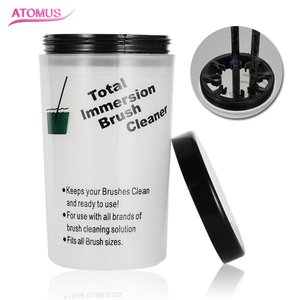 ATOMUS
Total
Immersion
Brush
Cleaner
•Keeps your Brushes Clean
and ready to use!
•For use with all brands of
brush cleaning solution
•Fits all Brush sizes.